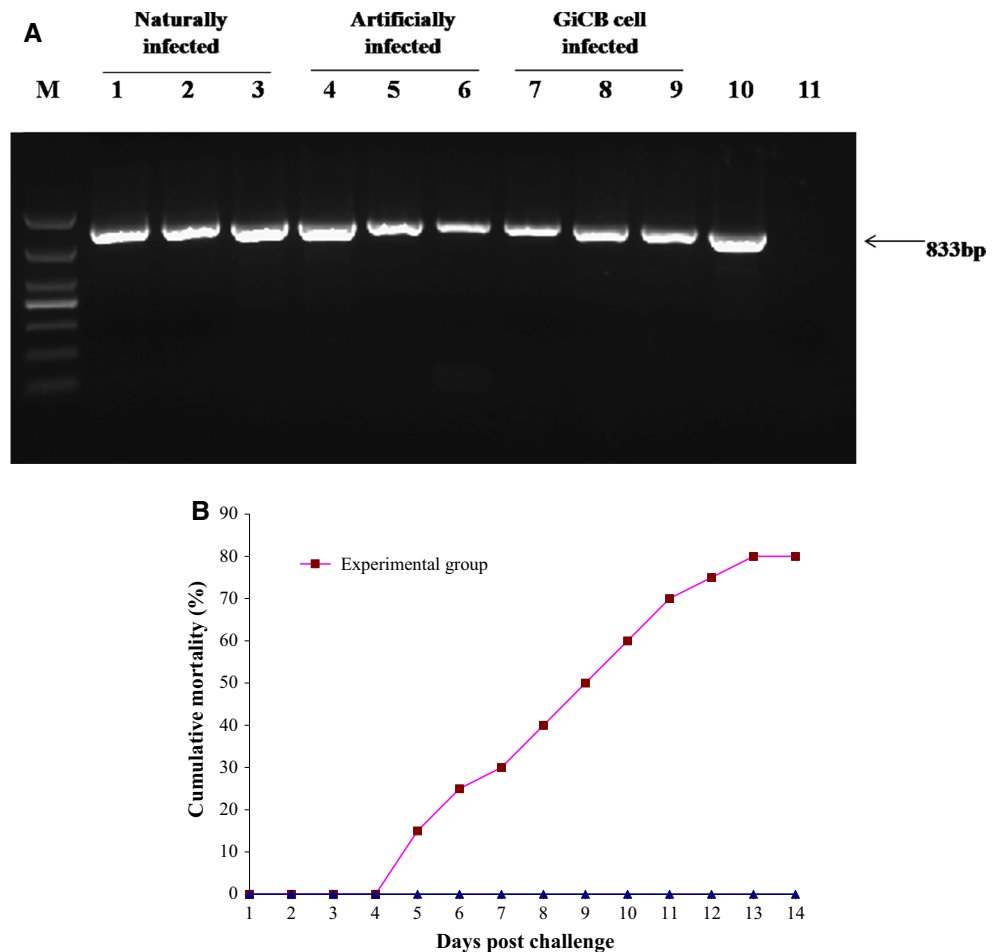 A
Naturally infected
Artificially infected
GiCB cell infected
M 1 2 3 4 5 6 7 8 9 10 11
833bp
B
90
80
70
60
50
40
30
20
10
0
Experimental group
Cumulative mortality (%)
1 2 3 4 5 6 7 8 9 10 11 12 13 14
Days post challenge